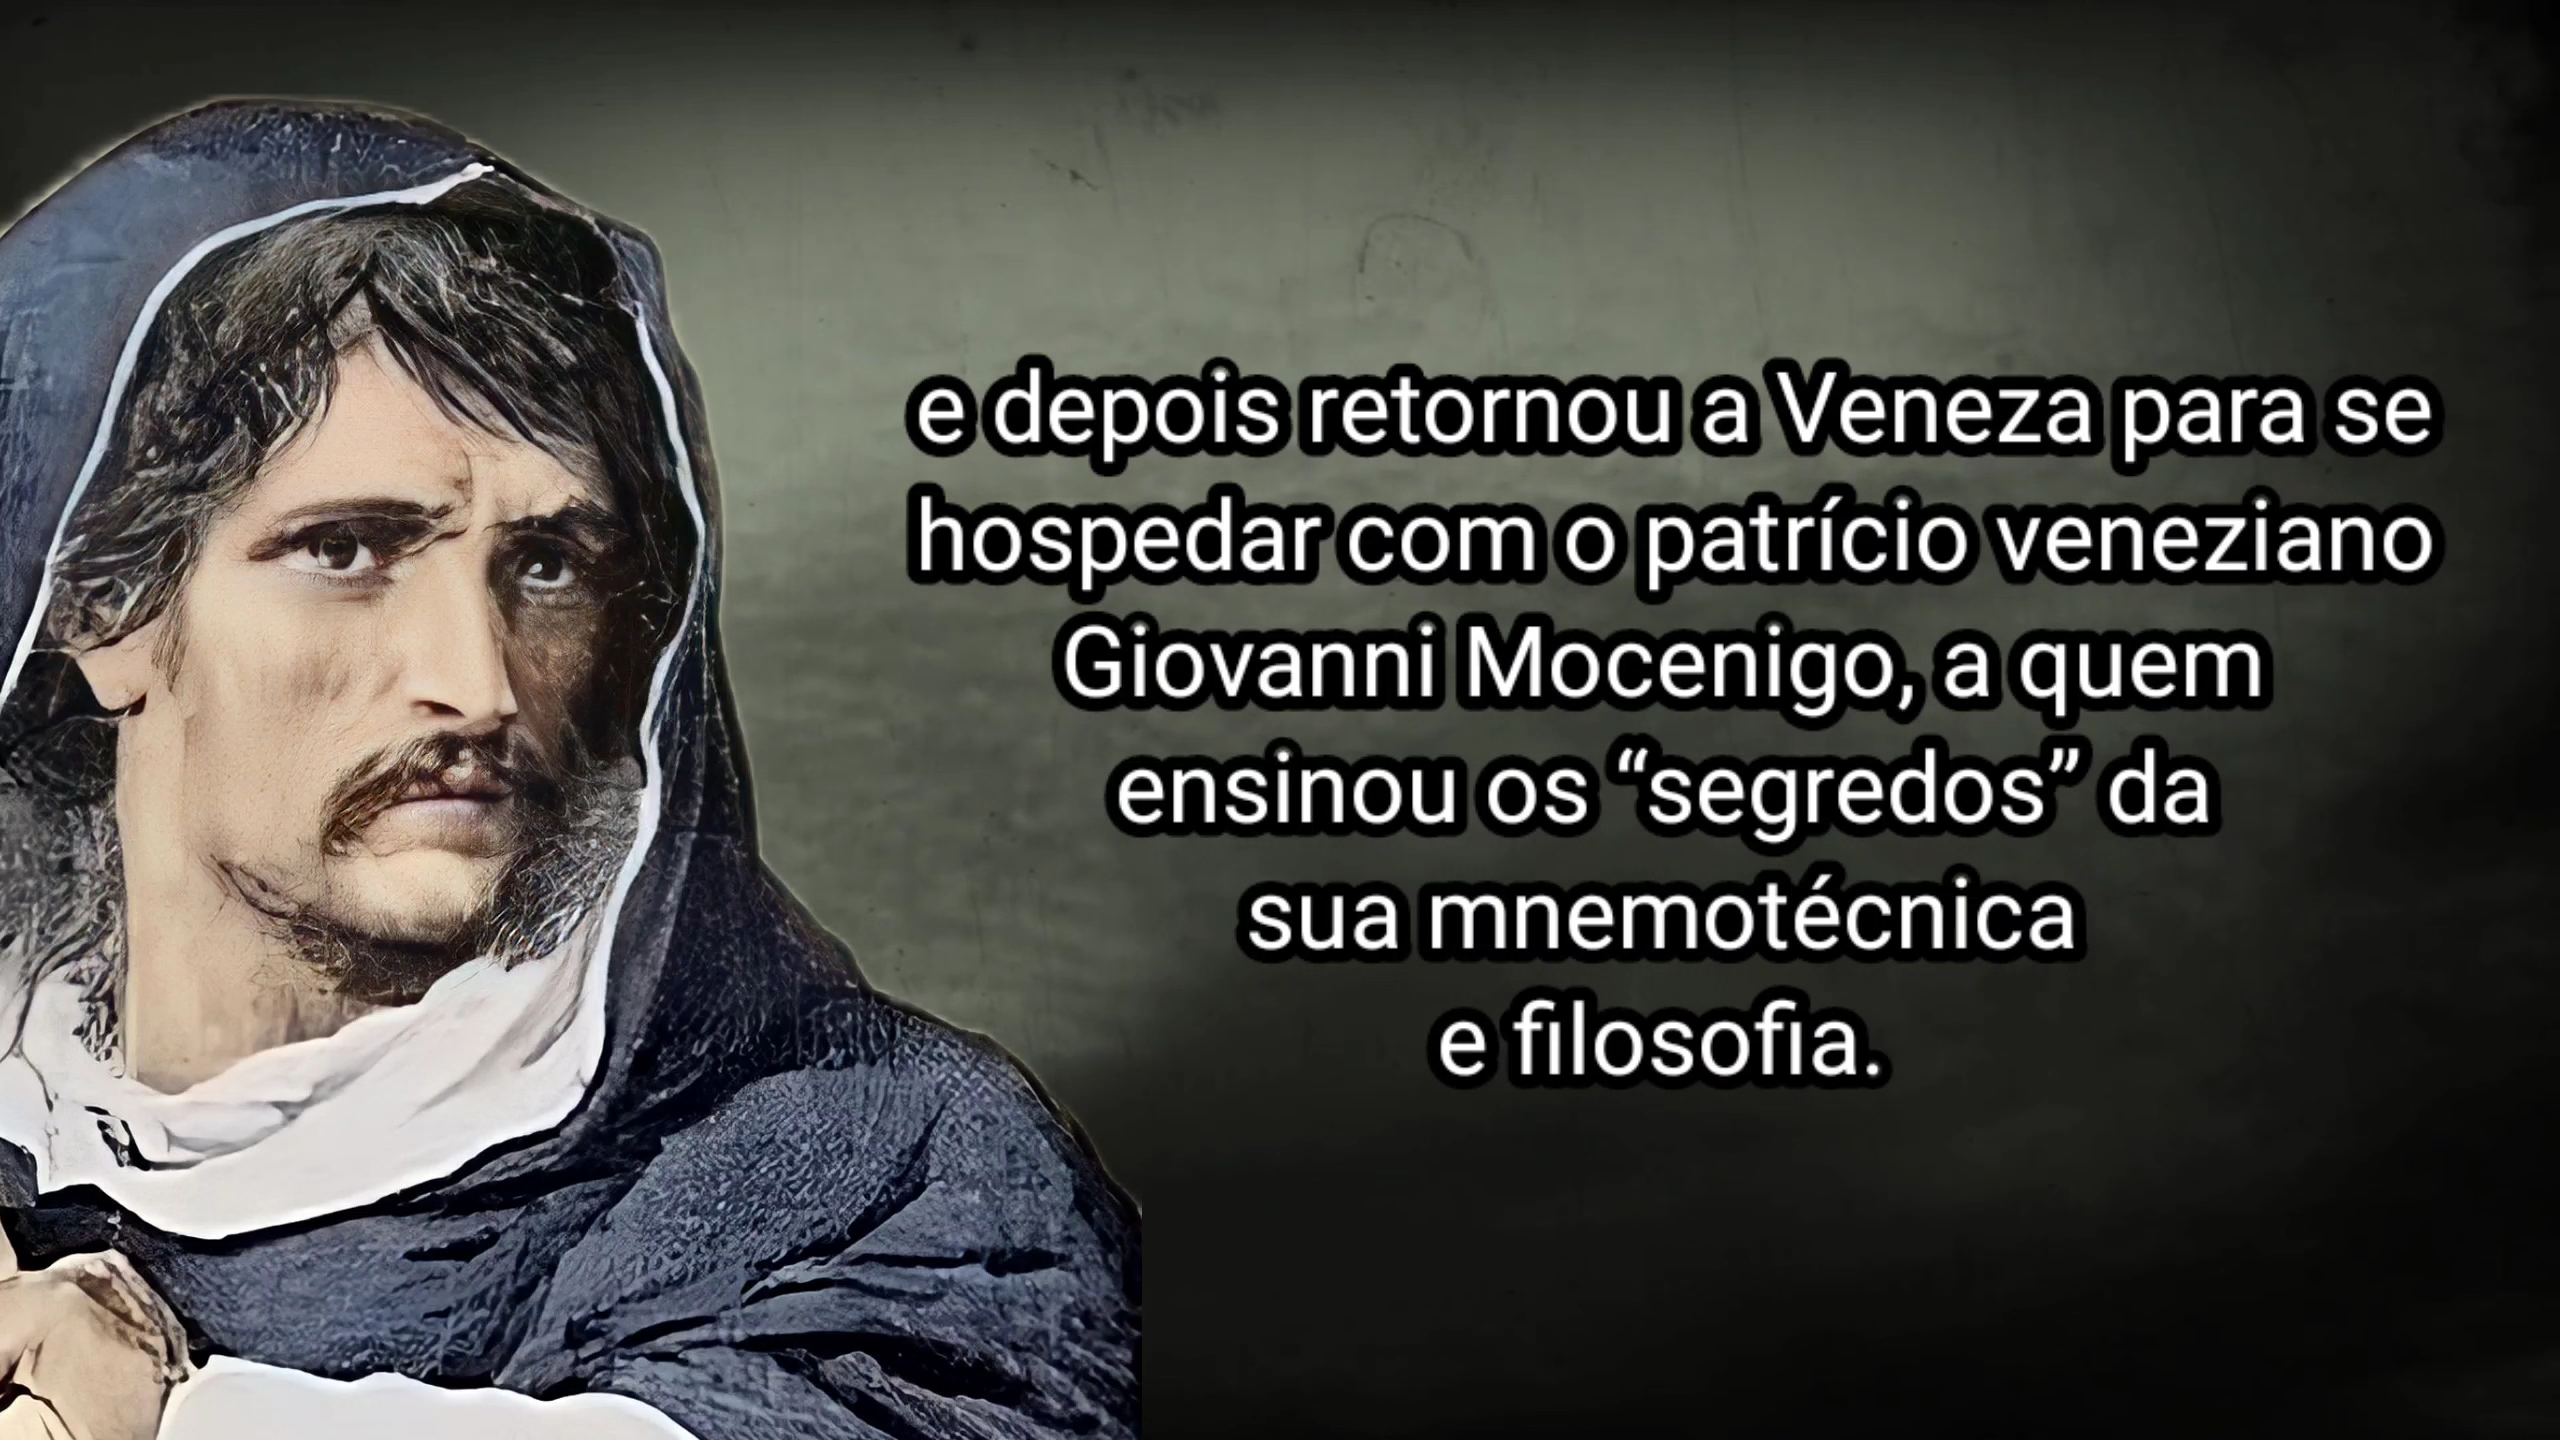 e depois retornou a Veneza para se
hospedar com o patrício veneziano
Giovanni Mocenigo, a quem
ensinou os “segredos” da
sua mnemotécnica
e filosofia.